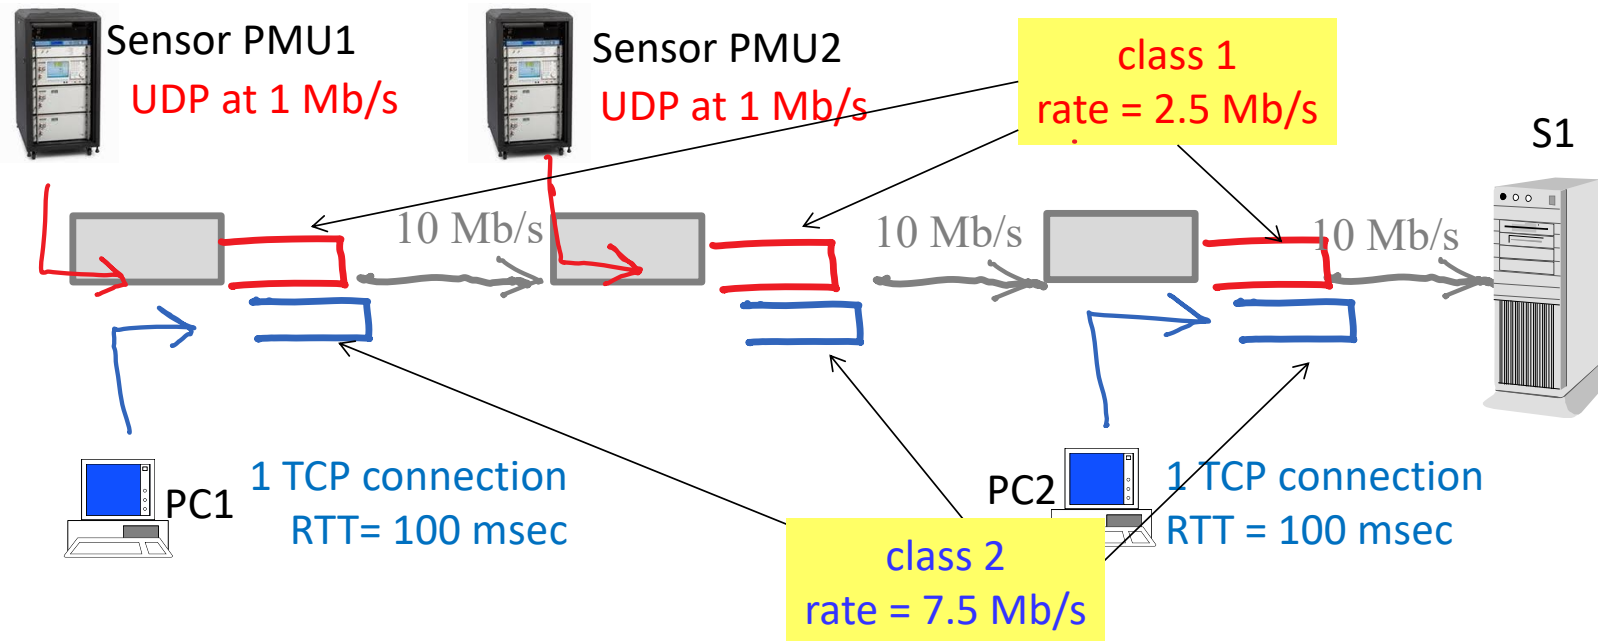 Sensor PMU1
UDP at 1 Mb/s
Sensor PMU2
UDP at 1 Mb/s
class 1
rate = 2.5 Mb/s
S1
10 Mb/s
10 Mb/s
10 Mb/s
PC1
1 TCP connection
RTT= 100 msec
PC2
1 TCP connection
RTT = 100 msec
class 2
rate = 7.5 Mb/s